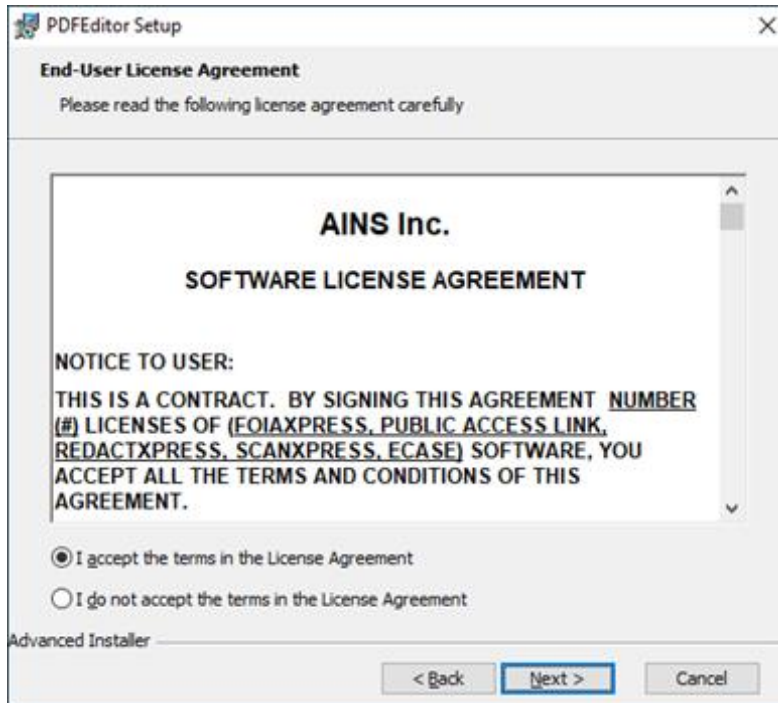 PDFEditor Setup
End-User License Agreement
Please read the following license agreement carefully
AINS Inc.
SOFTWARE LICENSE AGREEMENT
NOTICE TO USER:
THIS IS A CONTRACT.  BY SIGNING THIS AGREEMENT  NUMBER
(#) LICENSES OF (FOIAXPRESS, PUBLIC ACCESS LINK,
REDACTXPRESS, SCANXPRESS, ECASE) SOFTWARE, YOU
ACCEPT ALL THE TERMS AND CONDITIONS OF THIS
AGREEMENT.
I accept the terms in the License Agreement
I do not accept the terms in the License Agreement
Advanced Installer
< Back
Next >
Cancel